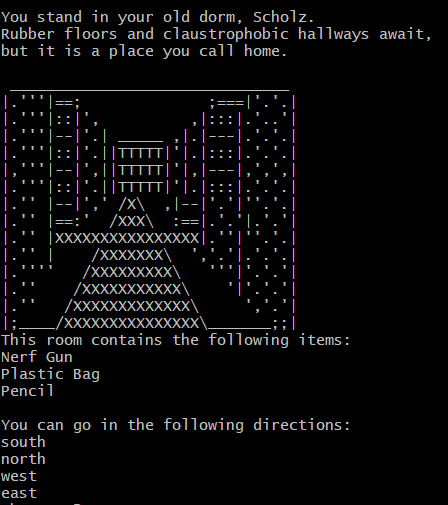 You stand in your old dorm, Scholz.
Rubber floors and claustrophobic hallways await,
but it is a place you call home.
This room contains the following items:
Nerf Gun
Plastic Bag
Pencil
You can go in the following directions:
south
north
west
east